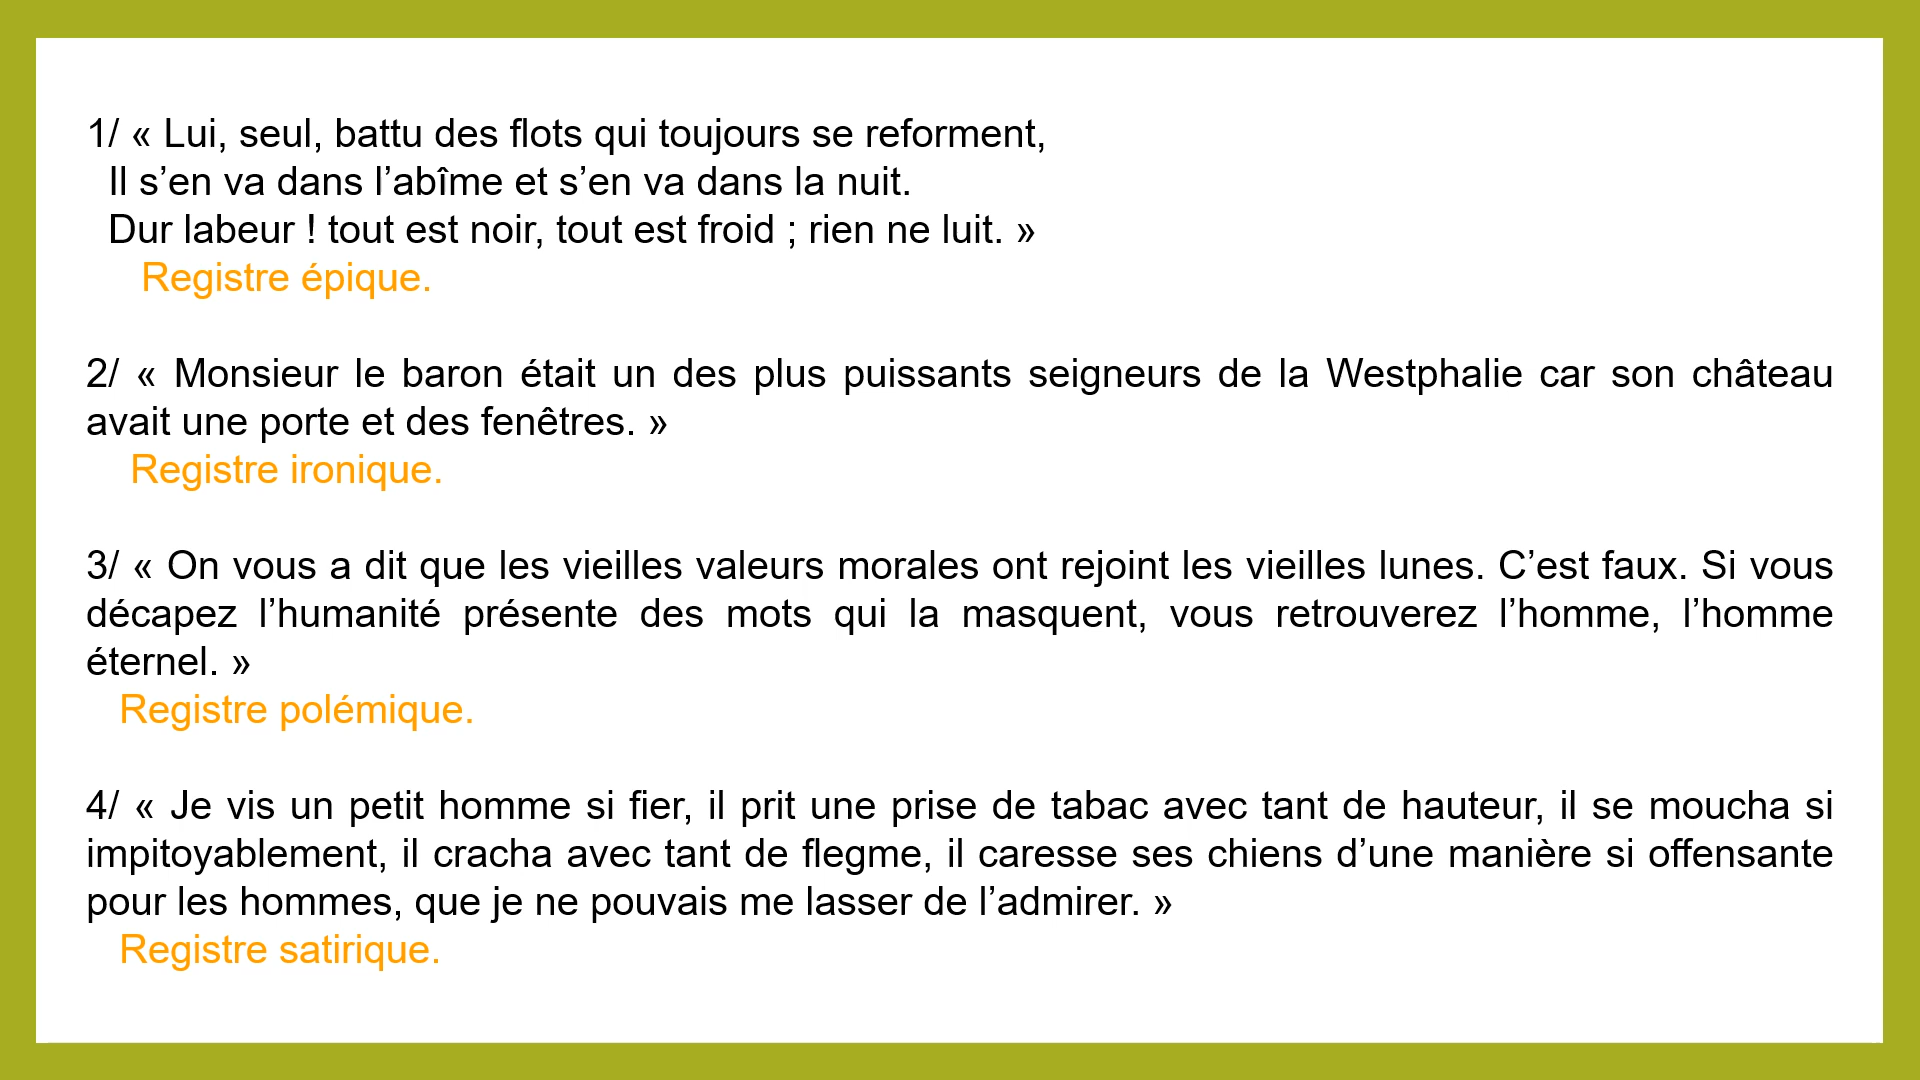 1/ « Lui, seul, battu des flots qui toujours se reforment,
Il s’en va dans l’abîme et s’en va dans la nuit.
Dur labeur ! tout est noir, tout est froid ; rien ne luit. »
Registre épique.
2/ « Monsieur le baron était un des plus puissants seigneurs de la Westphalie car son château
avait une porte et des fenêtres. »
Registre ironique.
3/ « On vous a dit que les vieilles valeurs morales ont rejoint les vieilles lunes. C’est faux. Si vous
décapez l’humanité présente des mots qui la masquent, vous retrouverez l’homme, l’homme
éternel. »
Registre polémique.
4/ « Je vis un petit homme si fier, il prit une prise de tabac avec tant de hauteur, il se moucha si
impitoyablement, il cracha avec tant de flegme, il caresse ses chiens d’une manière si offensante
pour les hommes, que je ne pouvais me lasser de l’admirer. »
Registre satirique.